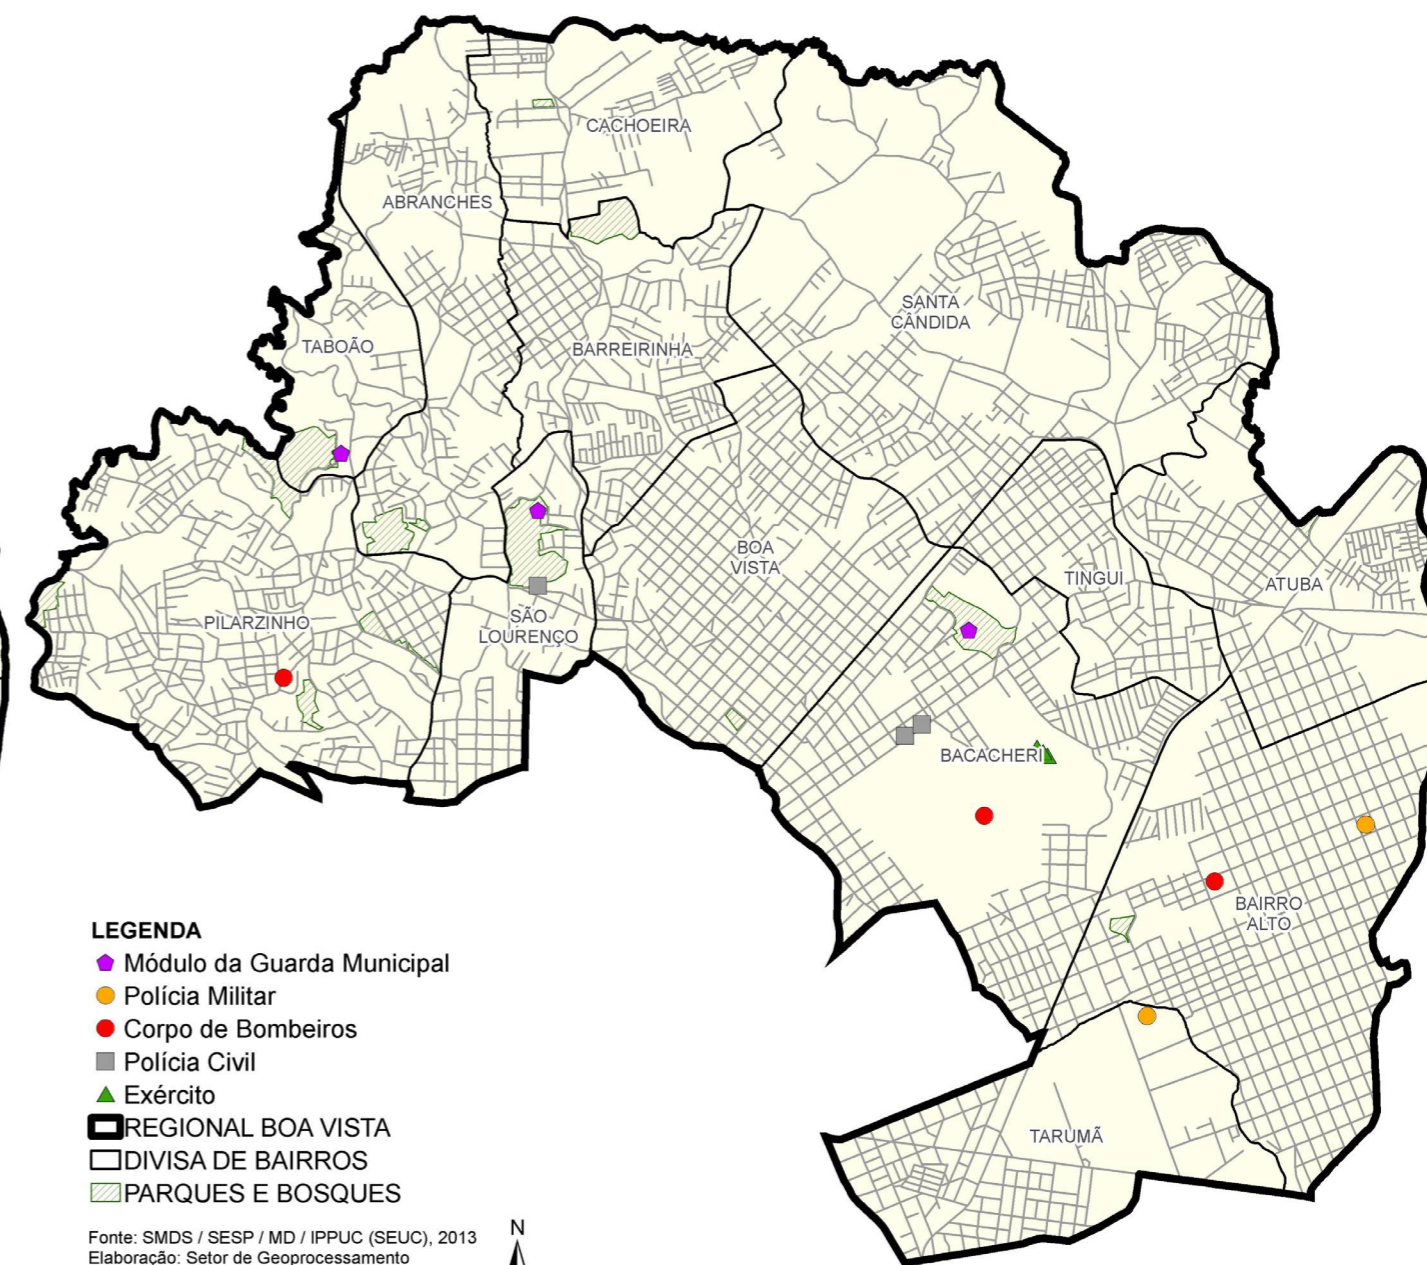 CACHOEIRA
ABRANCHES
SANTA
CÂNDIDA
TABOÃO
BARREIRINHA
BOA
VISTA
TINGUI
ATUBA
PILARZINHO
SÃO
LOURENÇO
BACACHERI
BAIRRO
ALTO
TARUMÃ
LEGENDA
Módulo da Guarda Municipal
Polícia Militar
Corpo de Bombeiros
Polícia Civil
Exército
REGIONAL BOA VISTA
DIVISA DE BAIRROS
PARQUES E BOSQUES
Fonte: SMDS / SESP / MD / IPPUC (SEUC), 2013
Elaboração: Setor de Geoprocessamento
N